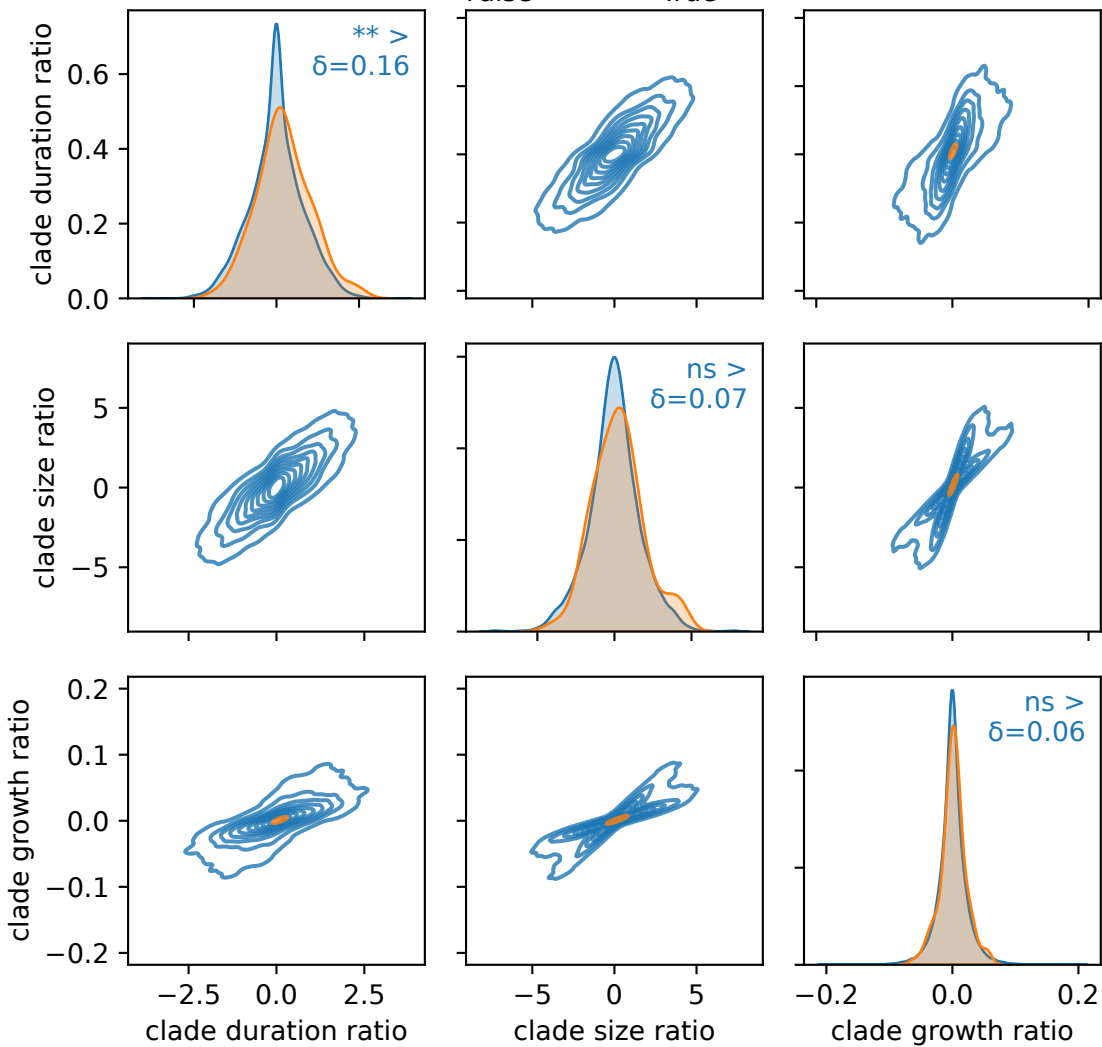 clade duration ratio
0.6
0.4
0.2
0.0
** >
δ=0.16
clade size ratio
5
0
−5
ns >
δ=0.07
clade growth ratio
0.2
0.1
0.0
−0.1
−0.2
ns >
δ=0.06
−2.5 0.0 2.5
−5 0 5
−0.2 0.0 0.2
clade duration ratio
clade size ratio
clade growth ratio